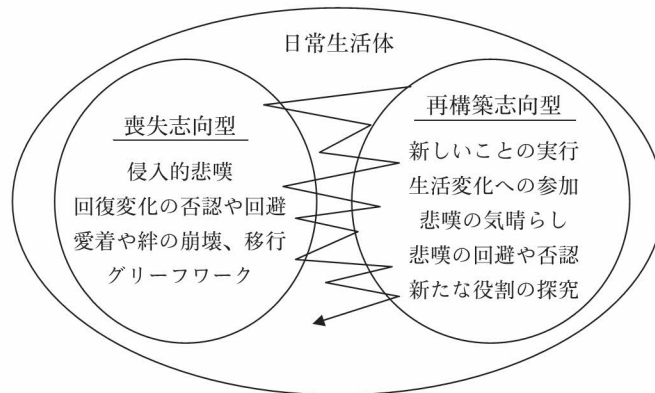 日常生活体
喪失志向型
侵入的悲嘆
回復変化の否認や回避
愛着や絆の崩壊、移行
グリーフワーク
再構築志向型
新しいことの実行
生活変化への参加
悲嘆の気晴らし
悲嘆の回避や否認
新たな役割の探究